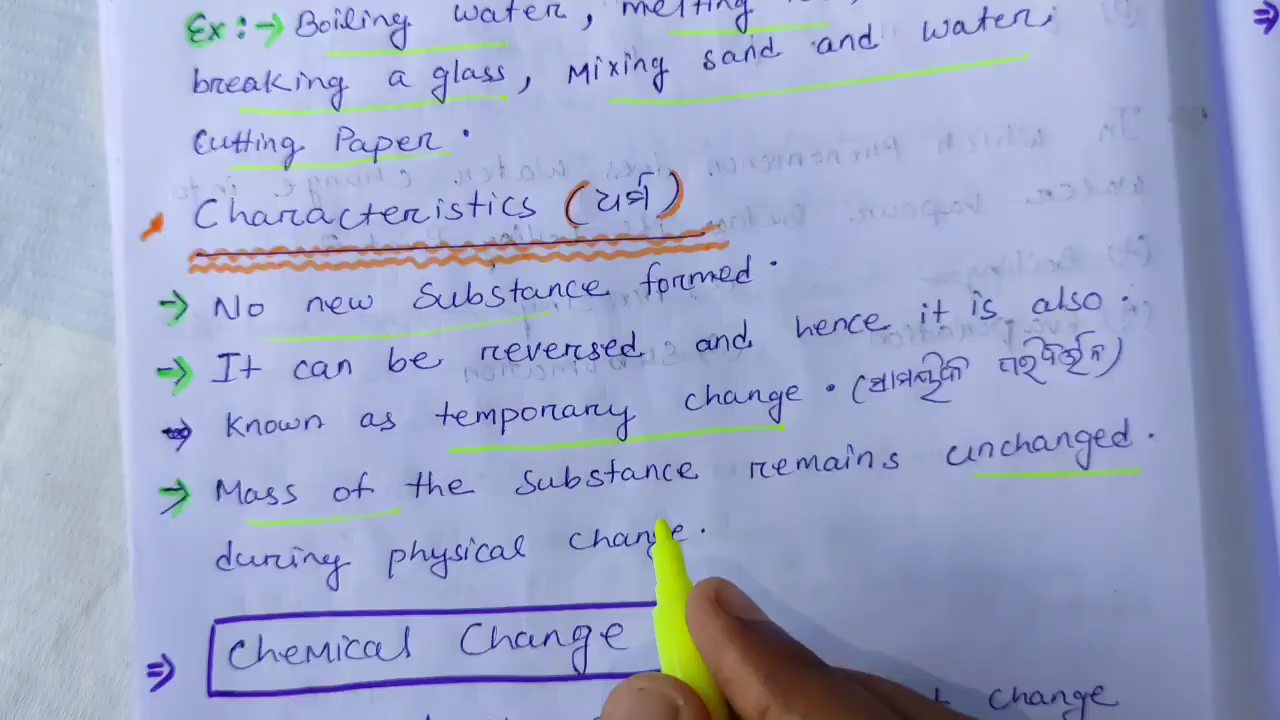 Ex:→ Boiling water, melting
breaking a glass, Mixing sand and water,
Cutting Paper.
Characteristics (ଧର୍ମ)
→ No new Substance formed.
→ It can be reversed and hence it is also.
→ Known as temporary change. (ସାମୟିକ ପରିବର୍ତ୍ତନ)
→ Mass of the Substance remains unchanged.
during physical change.
⇒ Chemical Change
change